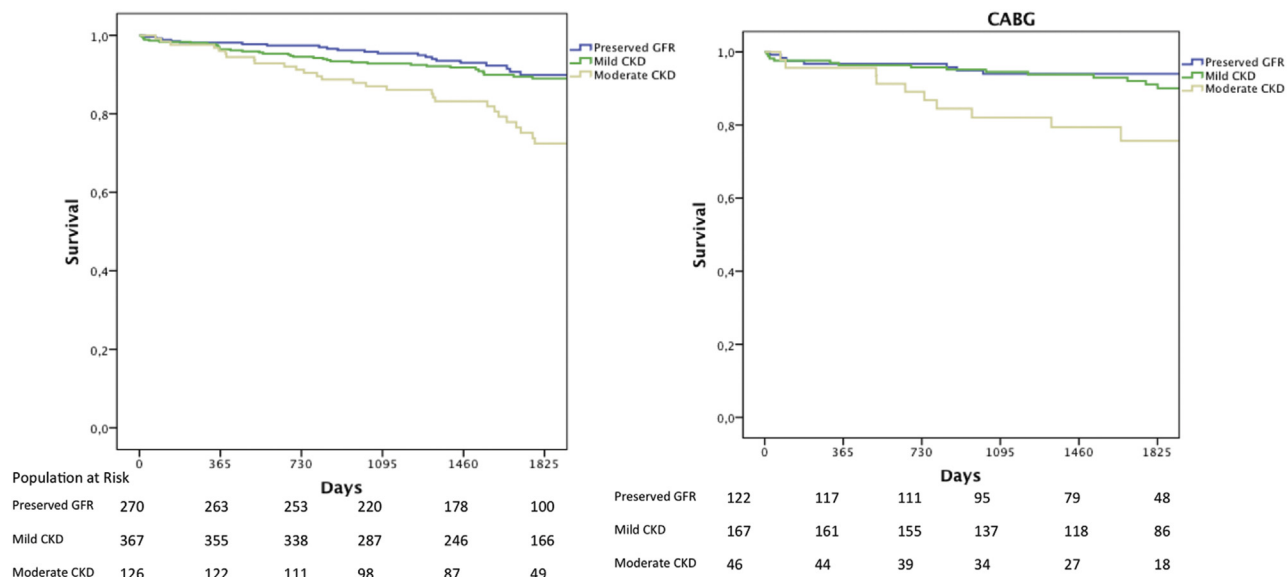 1,0
0,8
0,6
0,4
0,2
0,0
Survival
Preserved GFR
Mild CKD
Moderate CKD
0 365 730 1095 1460 1825
Days
Population at Risk
Preserved GFR 270 263 253 220 178 100
Mild CKD 367 355 338 287 246 166
Moderate CKD 126 122 111 98 87 49
CABG
1,0
0,8
0,6
0,4
0,2
0,0
Survival
Preserved GFR
Mild CKD
Moderate CKD
0 365 730 1095 1460 1825
Days
Preserved GFR 122 117 111 95 79 48
Mild CKD 167 161 155 137 118 86
Moderate CKD 46 44 39 34 27 18